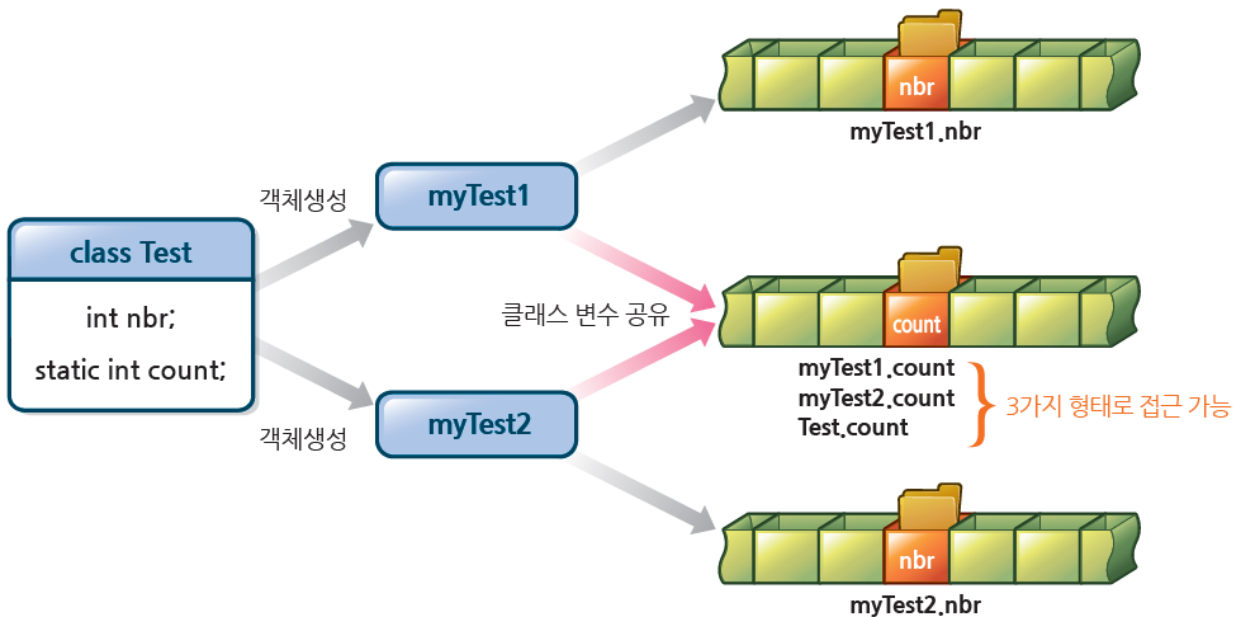 nbr
myTest1.nbr
객체생성
myTest1
class Test
int nbr;
static int count;
클래스 변수 공유
count
myTest1.count
myTest2.count
Test.count
3가지 형태로 접근 가능
객체생성
myTest2
nbr
myTest2.nbr